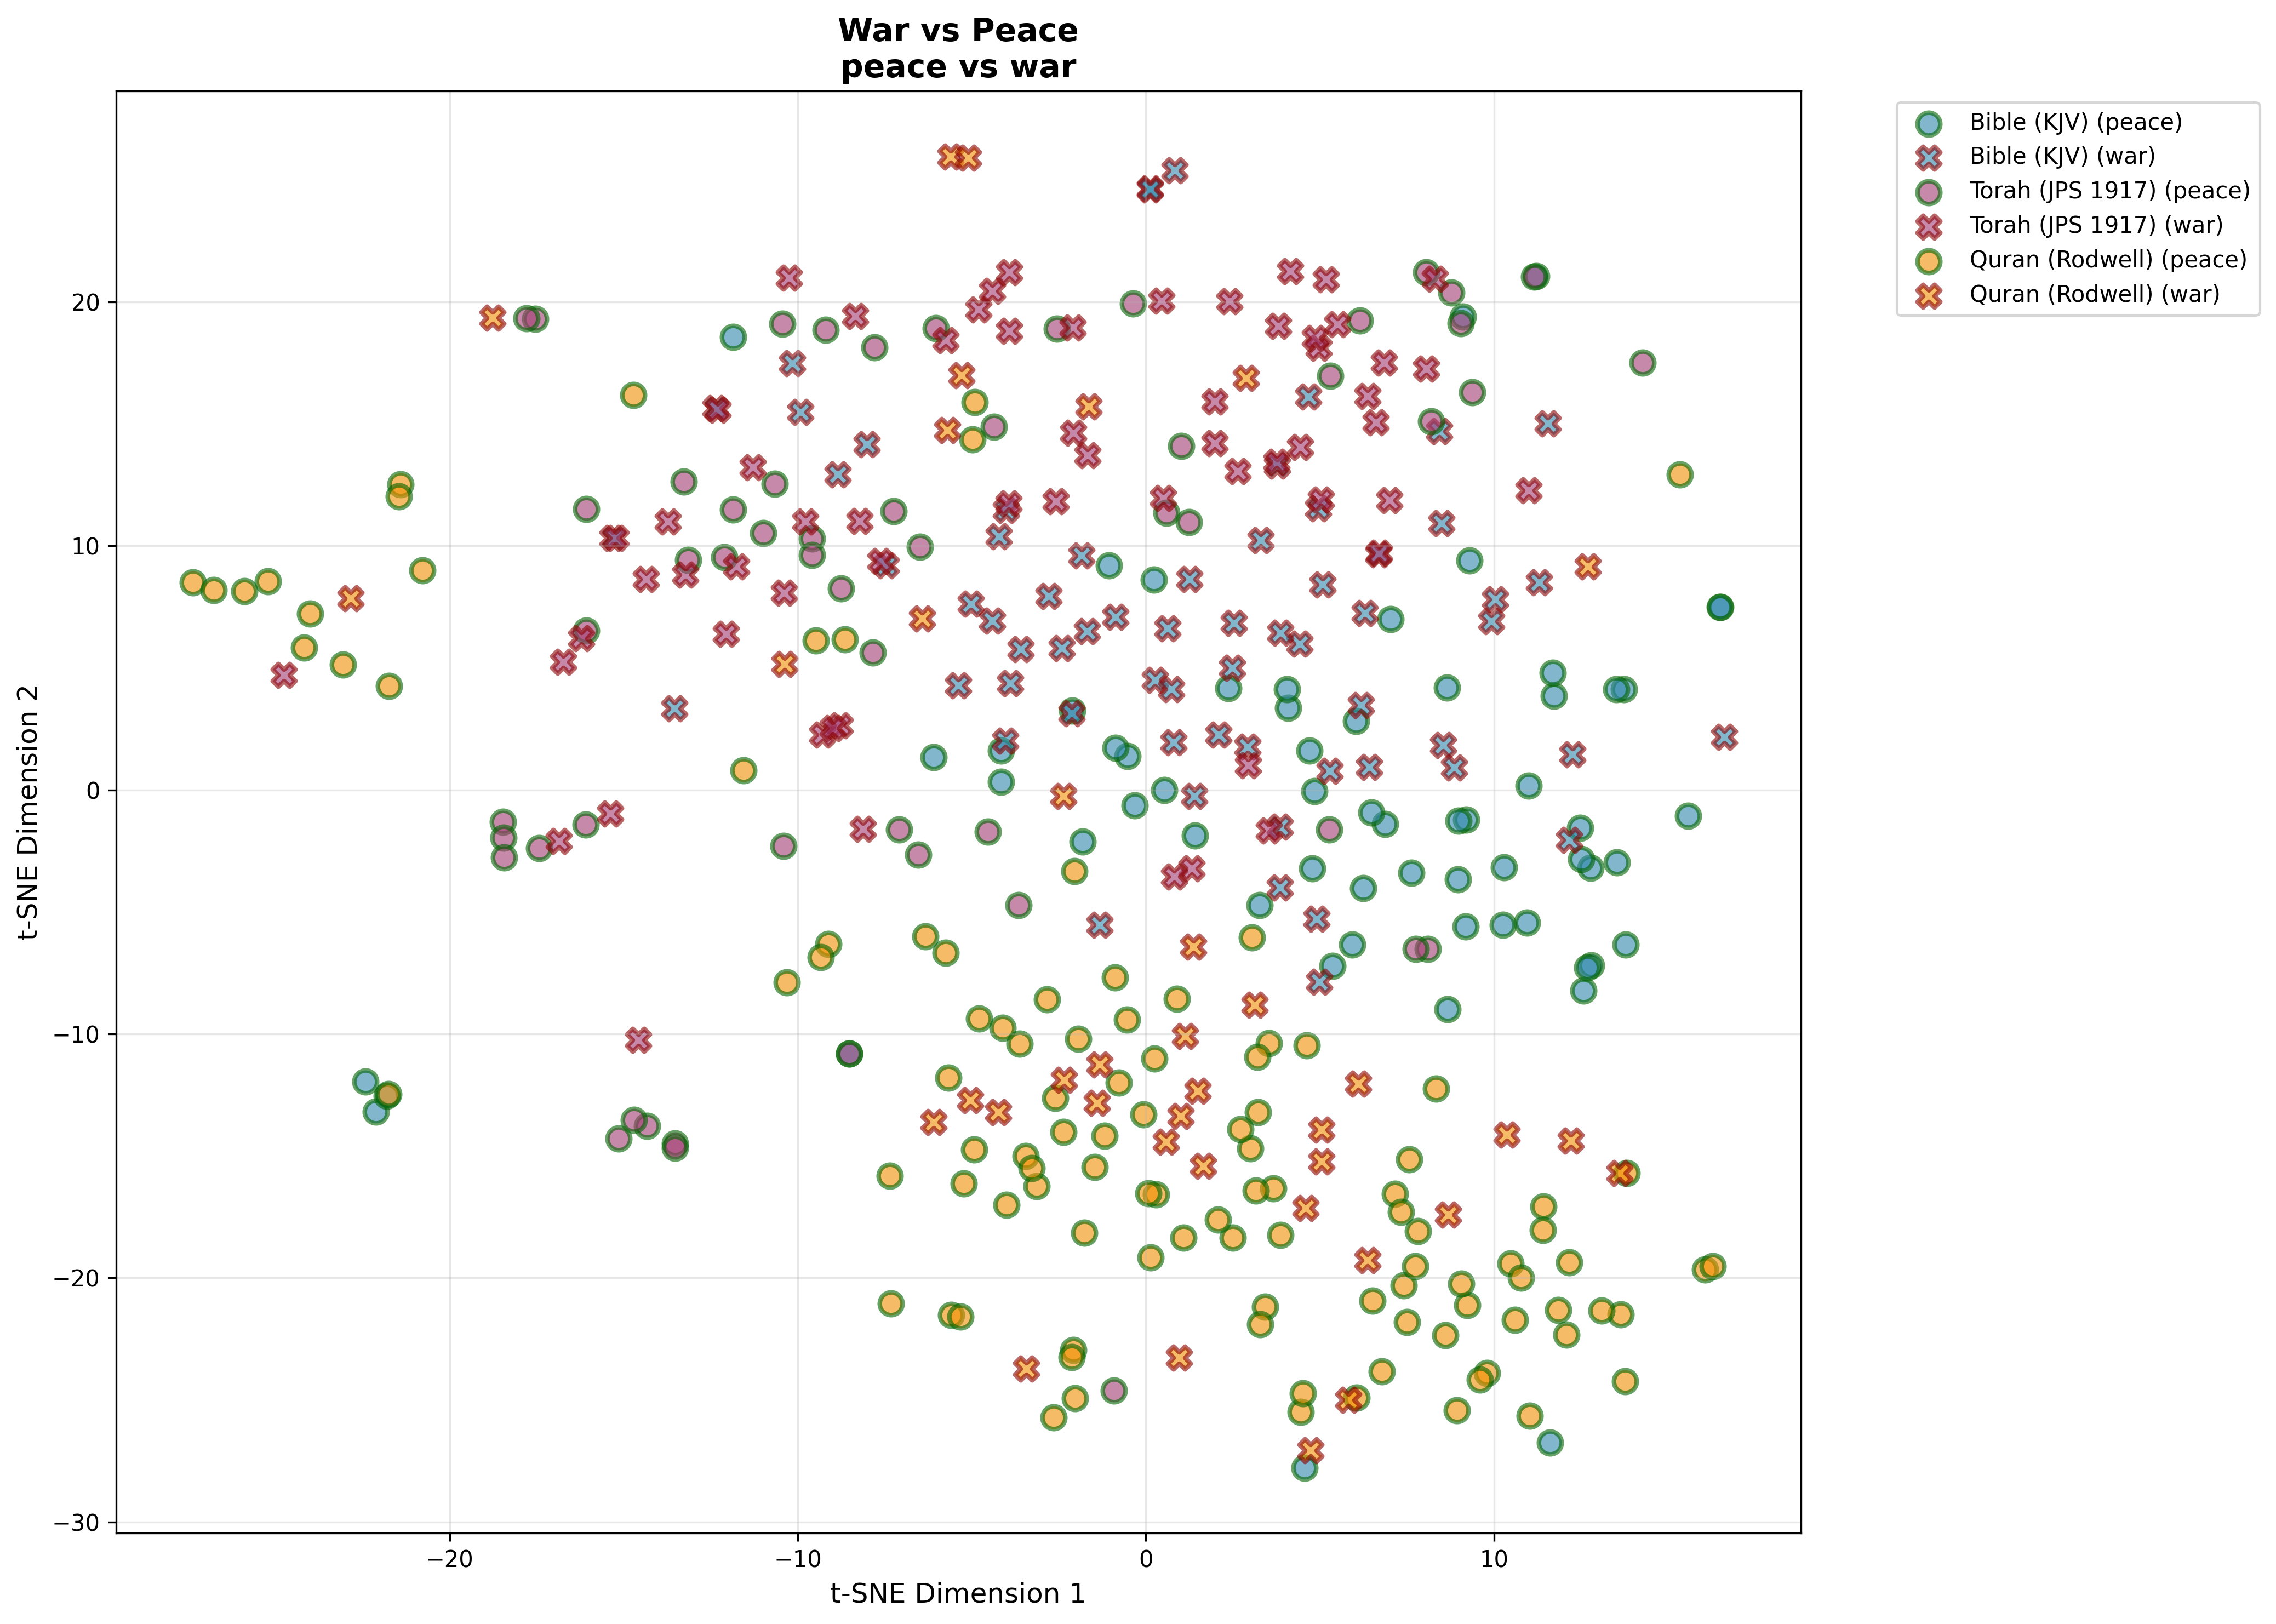 War vs Peace
peace vs war
Bible (KJV) (peace)
Bible (KJV) (war)
Torah (JPS 1917) (peace)
Torah (JPS 1917) (war)
Quran (Rodwell) (peace)
Quran (Rodwell) (war)
t-SNE Dimension 2
20
10
0
−10
−20
−30
−20
−10
0
10
t-SNE Dimension 1